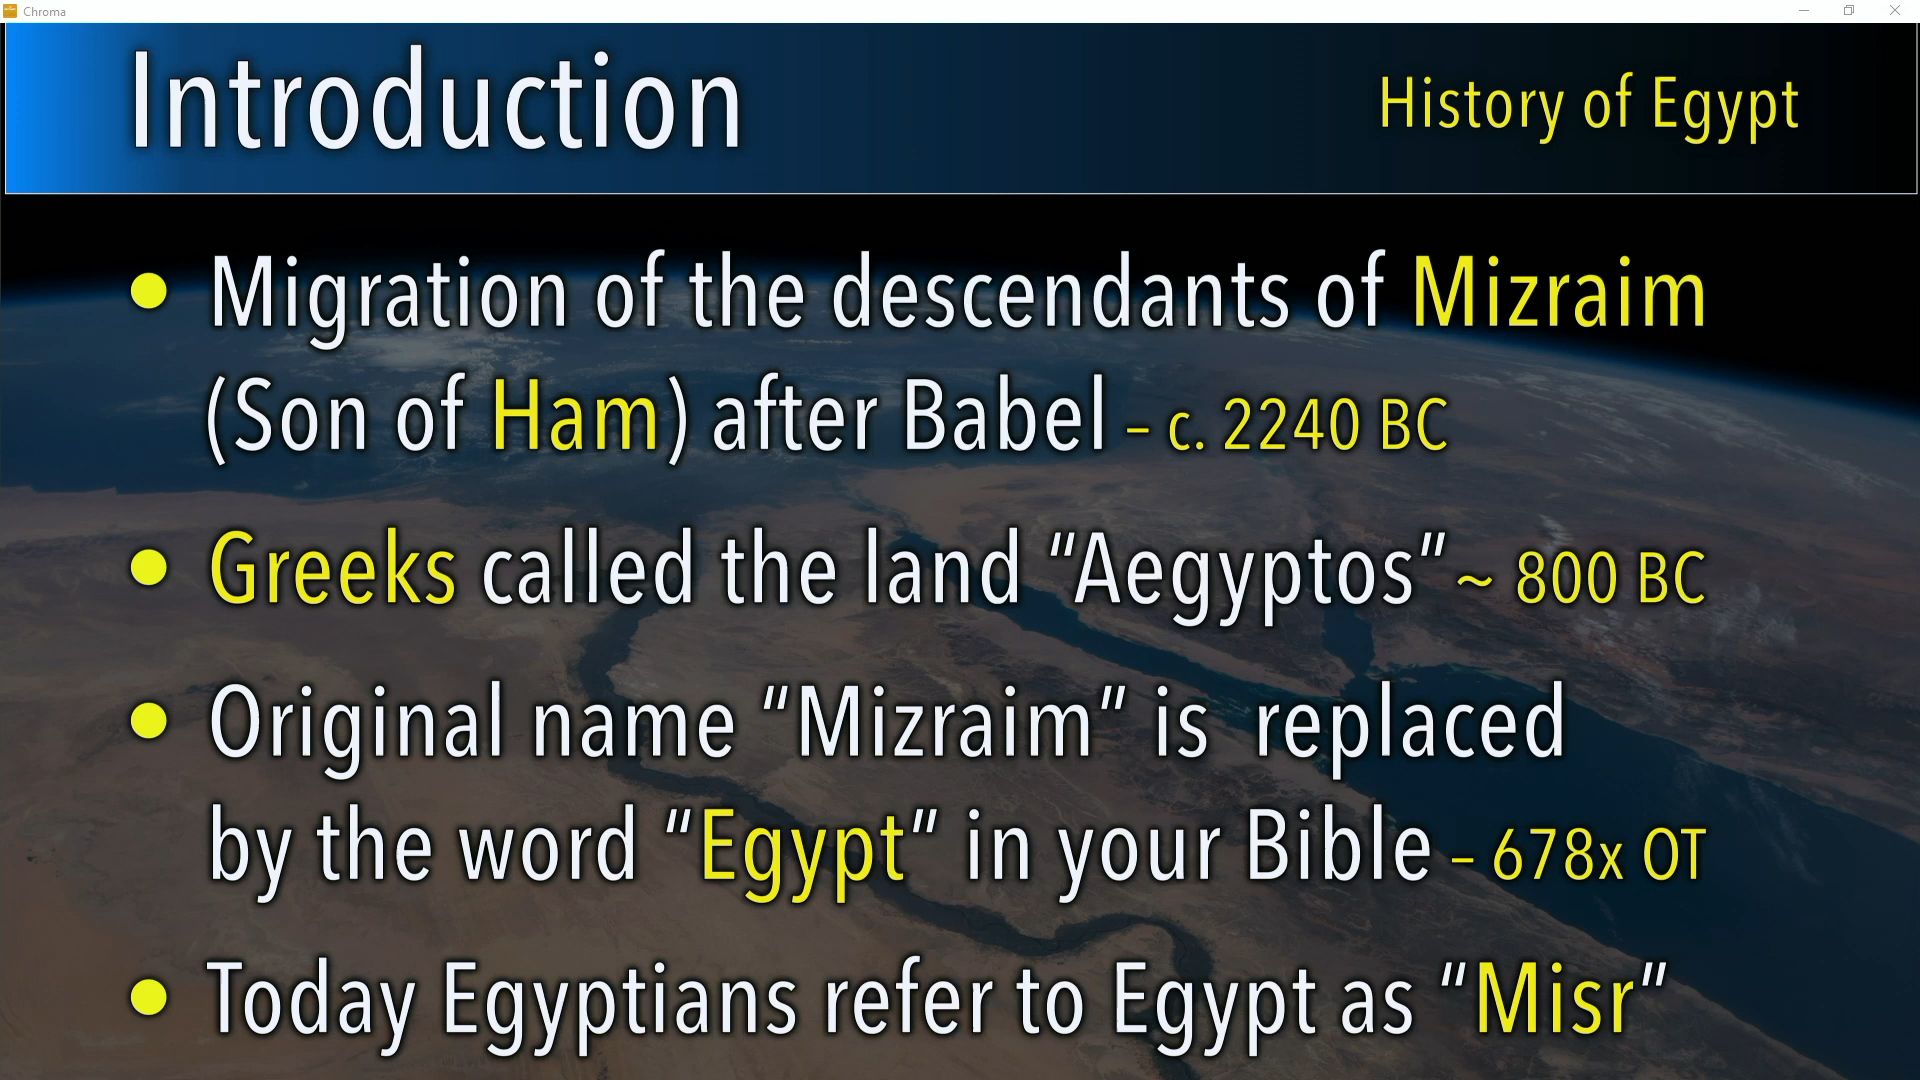 Chroma
Introduction
History of Egypt
• Migration of the descendants of Mizraim
(Son of Ham) after Babel – c. 2240 BC
• Greeks called the land “Aegyptos” ~ 800 BC
• Original name “Mizraim” is  replaced
by the word “Egypt” in your Bible – 678x OT
• Today Egyptians refer to Egypt as “Misr”